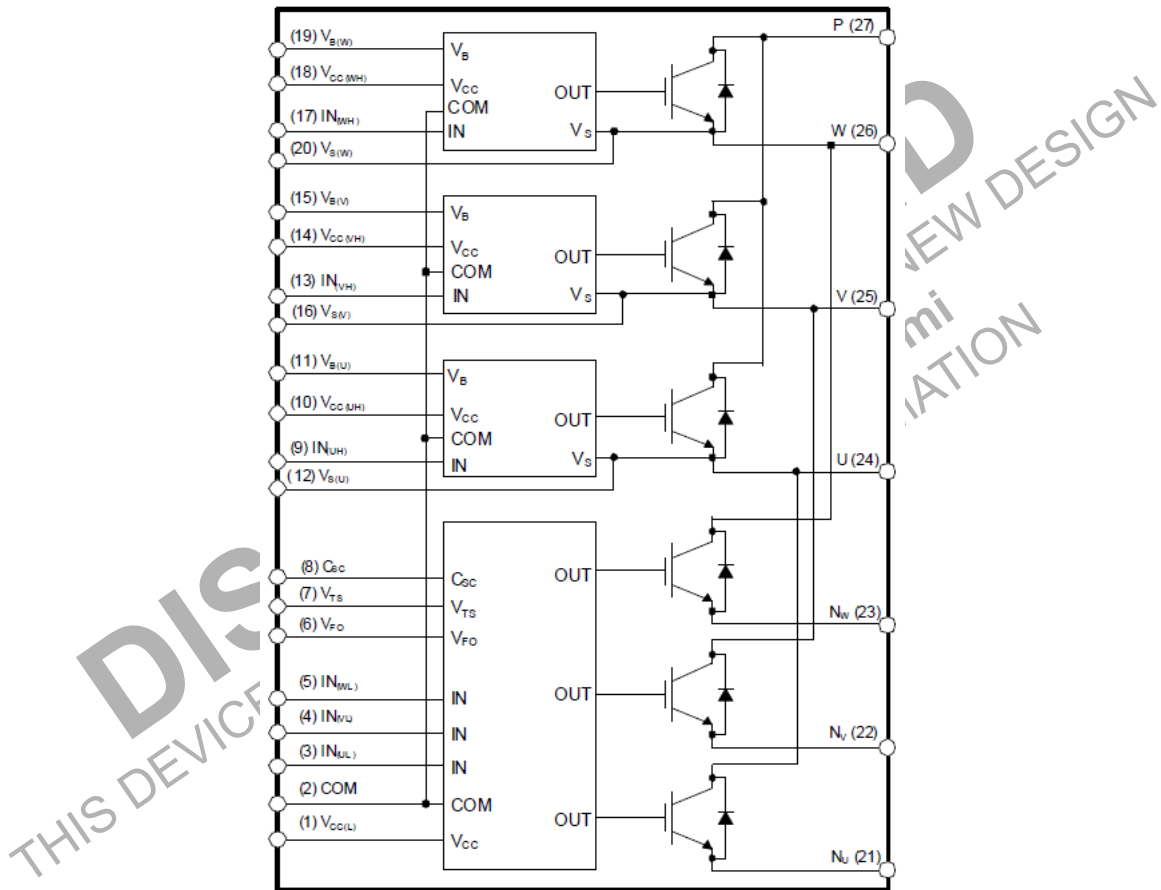 (19) VB(W)
VB
P (27)
(18) VCC(WH)
VCC
COM
OUT
(17) IN(WH)
IN
VS
W (26)
(20) VS(W)
(15) VB(V)
VB
(14) VCC(VH)
VCC
OUT
COM
(13) IN(VH)
IN
VS
V (25)
(16) VS(V)
(11) VB(U)
VB
(10) VCC(UH)
VCC
OUT
COM
(9) IN(UH)
IN
VS
U (24)
(12) VS(U)
(8) CSC
CSC
OUT
(7) VTS
VTS
(6) VFO
VFO
NW (23)
(5) IN(WL)
IN
OUT
(4) IN(VL)
IN
NV (22)
(3) IN(UL)
IN
(2) COM
COM
OUT
(1) VCC(L)
VCC
NU (21)
DIS
D
THIS DEVICE
NEW DESIGN